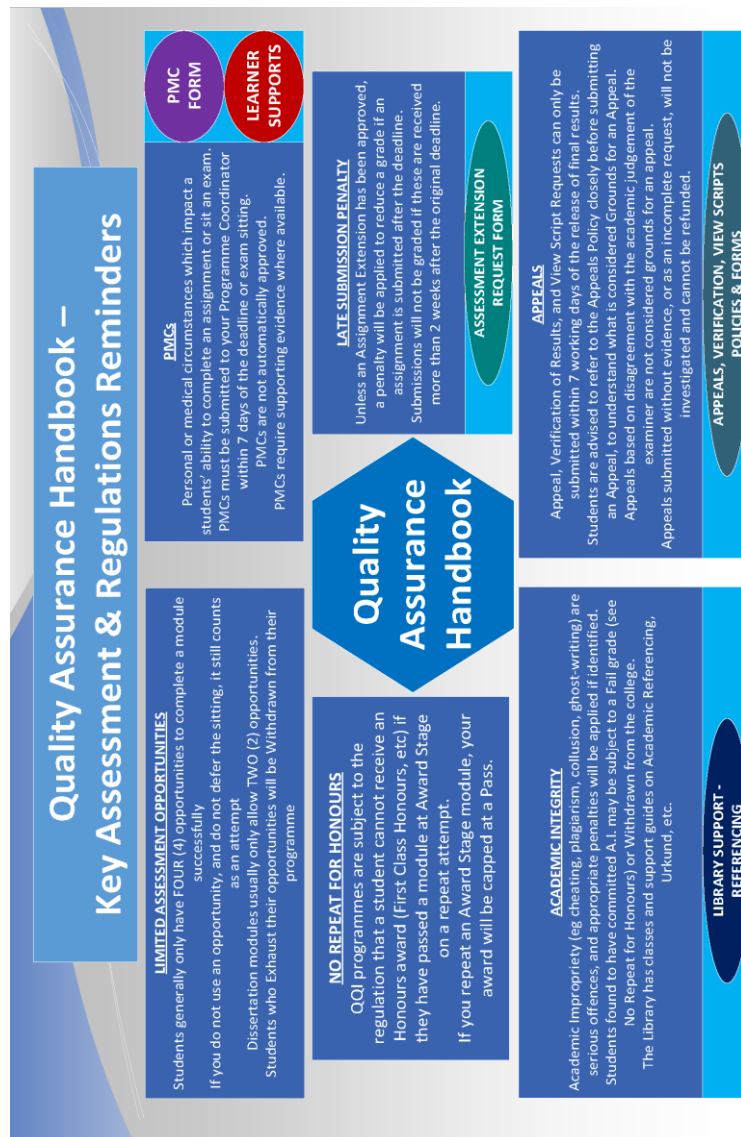 Quality Assurance Handbook –
Key Assessment & Regulations Reminders
LIMITED ASSESSMENT OPPORTUNITIES
Students generally only have FOUR (4) opportunities to complete a module
successfully
If you do not use an opportunity, and do not defer the sitting, it still counts
as an attempt
Dissertation modules usually only allow TWO (2) opportunities.
Students who Exhaust their opportunities will be Withdrawn from their
programme
PMCs
Personal or medical circumstances which impact a
students’ ability to complete an assignment or sit an exam.
PMCs must be submitted to your Programme Coordinator
within 7 days of the deadline or exam sitting.
PMCs are not automatically approved.
PMCs require supporting evidence where available.
PMC
FORM
LEARNER
SUPPORTS
NO REPEAT FOR HONOURS
QQI programmes are subject to the
regulation that a student cannot receive an
Honours award (First Class Honours, etc) if
they have passed a module at Award Stage
on a repeat attempt.
If you repeat an Award Stage module, your
award will be capped at a Pass.
Quality
Assurance
Handbook
LATE SUBMISSION PENALTY
Unless an Assignment Extension has been approved,
a penalty will be applied to reduce a grade if an
assignment is submitted after the deadline.
Submissions will not be graded if these are received
more than 2 weeks after the original deadline.
ASSESSMENT EXTENSION
REQUEST FORM
ACADEMIC INTEGRITY
Academic Impropriety (eg cheating, plagiarism, collusion, ghost-writing) are
serious offences, and appropriate penalties will be applied if identified.
Students found to have committed A.I. may be subject to a Fail grade (see
No Repeat for Honours) or Withdrawn from the college.
The Library has classes and support guides on Academic Referencing,
Urkund, etc.
LIBRARY SUPPORT -
REFERENCING
APPEALS
Appeal, Verification of Results, and View Script Requests can only be
submitted within 7 working days of the release of final results.
Students are advised to refer to the Appeals Policy closely before submitting
an Appeal, to understand what is considered Grounds for an Appeal.
Appeals based on disagreement with the academic judgement of the
examiner are not considered grounds for an appeal.
Appeals submitted without evidence, or as an incomplete request, will not be
investigated and cannot be refunded.
APPEALS, VERIFICATION, VIEW SCRIPTS
POLICIES & FORMS